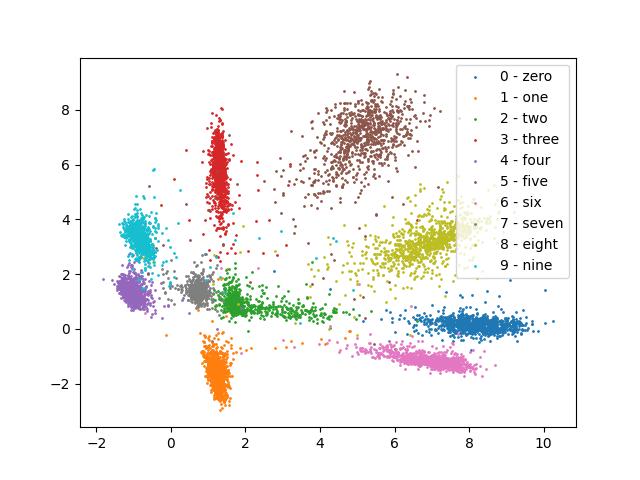 8
6
4
2
0
−2
−2
0
2
4
6
8
10
0 - zero
1 - one
2 - two
3 - three
4 - four
5 - five
6 - six
7 - seven
8 - eight
9 - nine